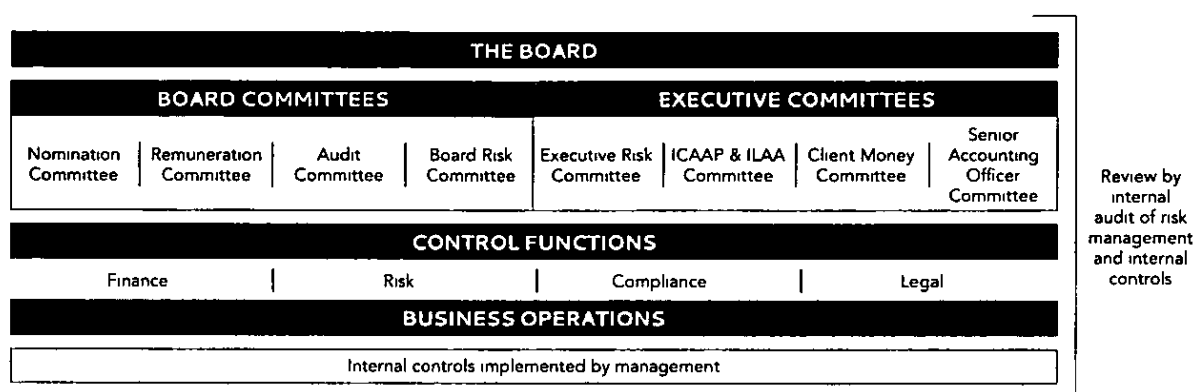 THE BOARD
BOARD COMMITTEES
EXECUTIVE COMMITTEES
Nomination
Committee
Remuneration
Committee
Audit
Committee
Board Risk
Committee
Executive Risk
Committee
ICAAP & ILAA
Committee
Client Money
Committee
Senior
Accounting
Officer
Committee
CONTROL FUNCTIONS
Finance
Risk
Compliance
Legal
BUSINESS OPERATIONS
Internal controls implemented by management
Review by
internal
audit of risk
management
and internal
controls